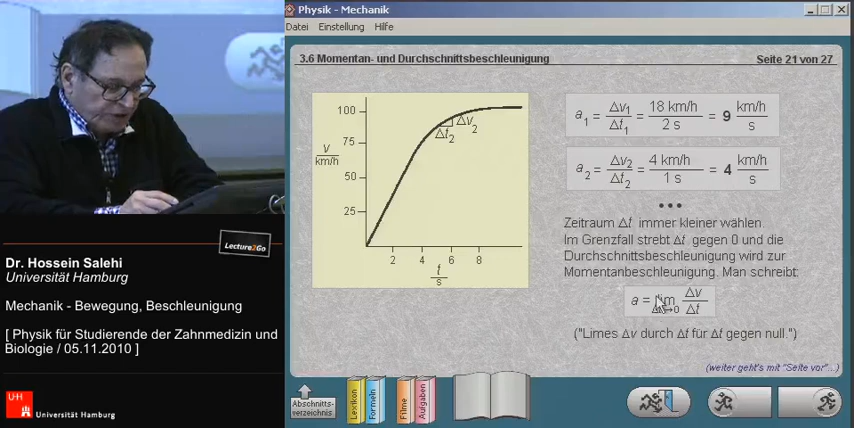 Physik - Mechanik
Datei Einstellung Hilfe
3.6 Momentan- und Durchschnittsbeschleunigung
Seite 21 von 27
100
75
50
25
v
km/h
Δv2
Δt2
2 4 6 8
t
s
a1 = Δv1/Δt1 = 18 km/h / 2 s = 9 km/h / s
a2 = Δv2/Δt2 = 4 km/h / 1 s = 4 km/h / s
•••
Zeitraum Δt immer kleiner wählen.
Im Grenzfall strebt Δt gegen 0 und die
Durchschnittsbeschleunigung wird zur
Momentanbeschleunigung. Man schreibt:
a = lim Δt→0 Δv/Δt
("Limes Δv durch Δt für Δt gegen null.")
(weiter geht's mit "Seite vor"...)
Abschnitts-
verzeichnis.
Lexikon
Formeln
Filme
Aufgaben
Lecture2Go
Dr. Hossein Salehi
Universität Hamburg
Mechanik - Bewegung, Beschleunigung
[ Physik für Studierende der Zahnmedizin und
Biologie / 05.11.2010 ]
UH
Universität Hamburg